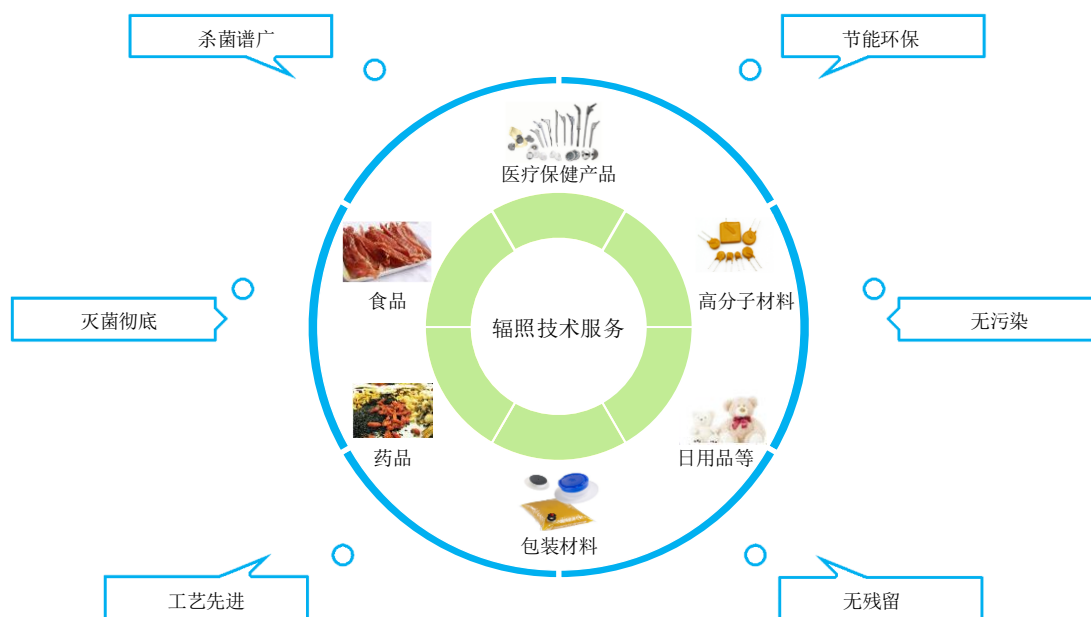 杀菌谱广
节能环保
医疗保健产品
食品
高分子材料
灭菌彻底
辐照技术服务
无污染
药品
日用品等
包装材料
工艺先进
无残留